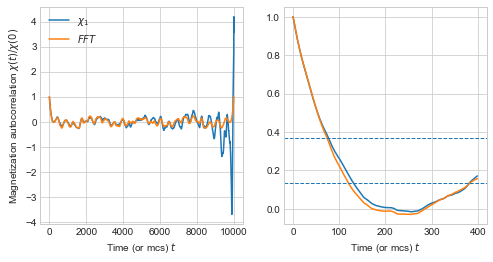 Magnetization autocorrelation χ(t)/χ(0)
4
3
2
1
0
−1
−2
−3
−4
χ₁
FFT
0 2000 4000 6000 8000 10000
Time (or mcs) t
1.0
0.8
0.6
0.4
0.2
0.0
0 100 200 300 400
Time (or mcs) t